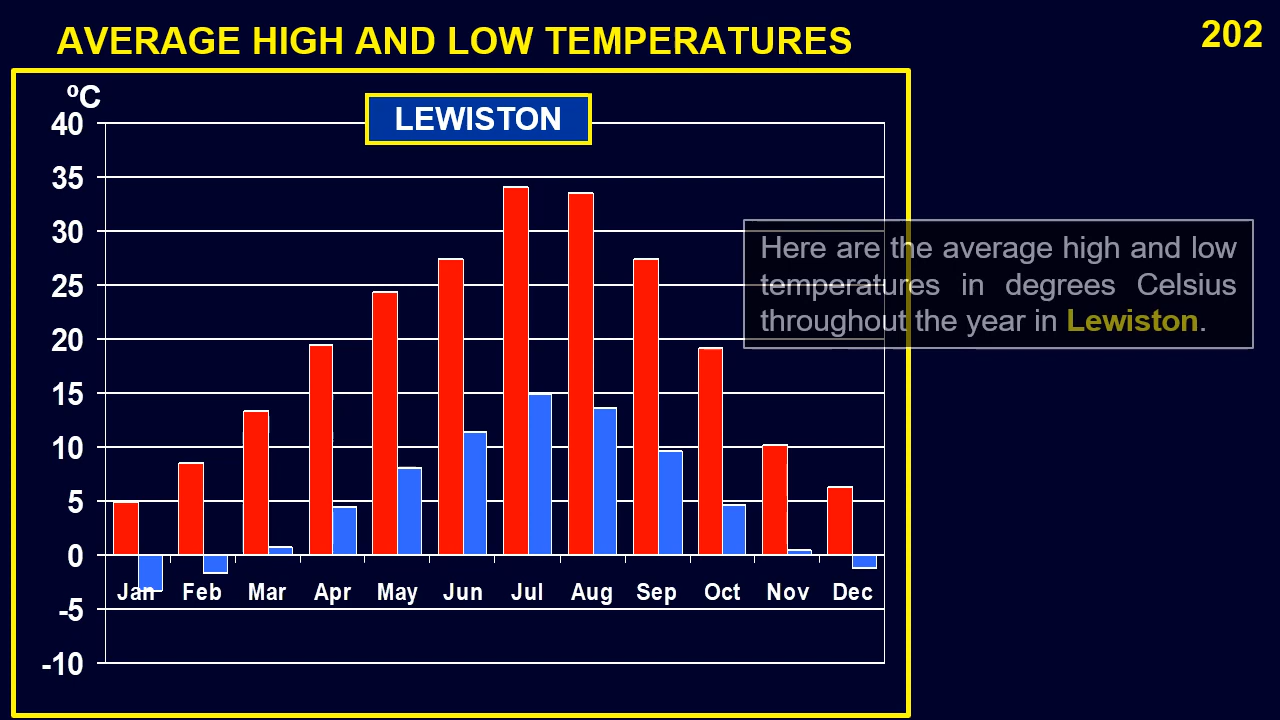 AVERAGE HIGH AND LOW TEMPERATURES
202
ºC
LEWISTON
40
35
30
25
20
15
10
5
0
-5
-10
Jan Feb Mar Apr May Jun Jul Aug Sep Oct Nov Dec
Here are the average high and low
temperatures in degrees Celsius
throughout the year in Lewiston.